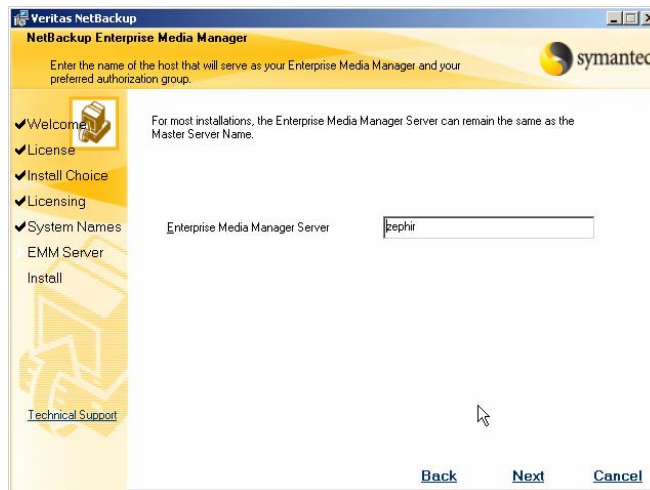 Veritas NetBackup
NetBackup Enterprise Media Manager
Enter the name of the host that will serve as your Enterprise Media Manager and your
preferred authorization group.
symantec
Welcome
License
Install Choice
Licensing
System Names
EMM Server
Install
Technical Support
For most installations, the Enterprise Media Manager Server can remain the same as the
Master Server Name.
Enterprise Media Manager Server
zephir
Back Next Cancel